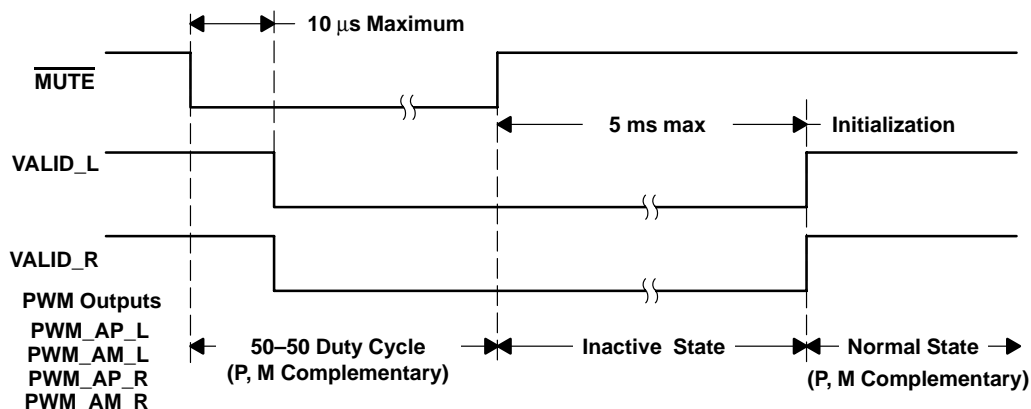 10 μs Maximum
MUTE
5 ms max
Initialization
VALID_L
VALID_R
PWM Outputs
PWM_AP_L
PWM_AM_L
PWM_AP_R
PWM_AM_R
50–50 Duty Cycle
(P, M Complementary)
Inactive State
Normal State
(P, M Complementary)